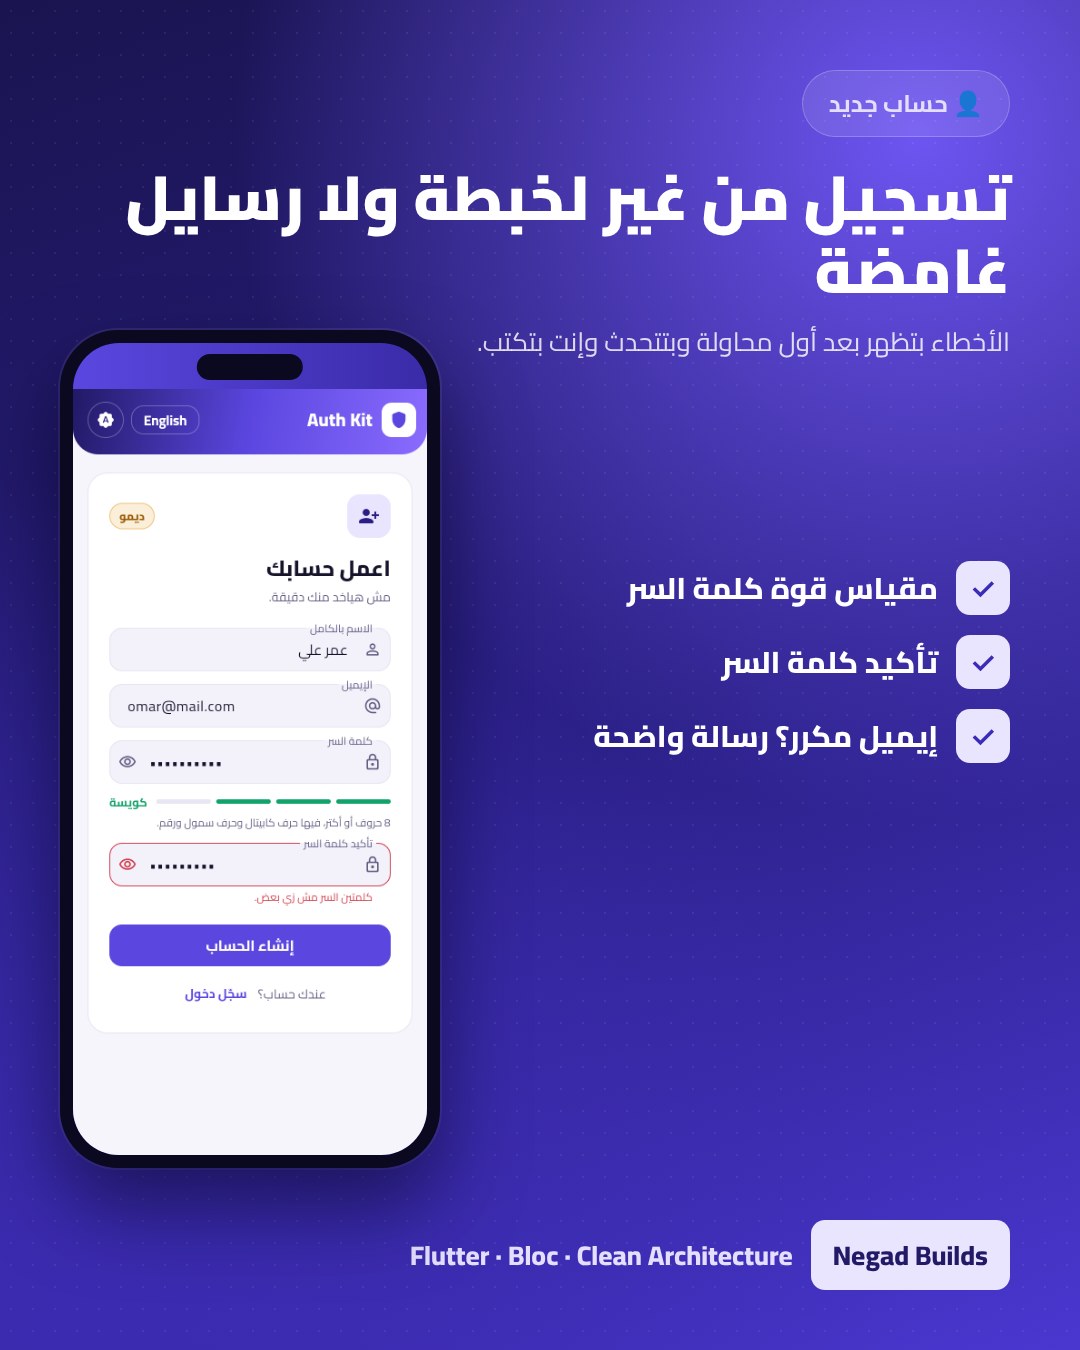 حساب جديد
تسجيل من غير لخبطة ولا رسايل
غامضة
الأخطاء بتظهر بعد أول محاولة وبتتحدث وإنت بتكتب.
Auth Kit
English
A
ديمو
اعمل حسابك
مش هياخد منك دقيقة.
الاسم بالكامل
عمر علي
الإيميل
omar@mail.com
كلمة السر
كويسة
8 حروف أو أكتر، فيها حرف كابيتال وحرف سمول ورقم.
تأكيد كلمة السر
كلمتين السر مش زي بعض.
إنشاء الحساب
عندك حساب؟ سجّل دخول
مقياس قوة كلمة السر
تأكيد كلمة السر
إيميل مكرر؟ رسالة واضحة
Negad Builds
Flutter · Bloc · Clean Architecture